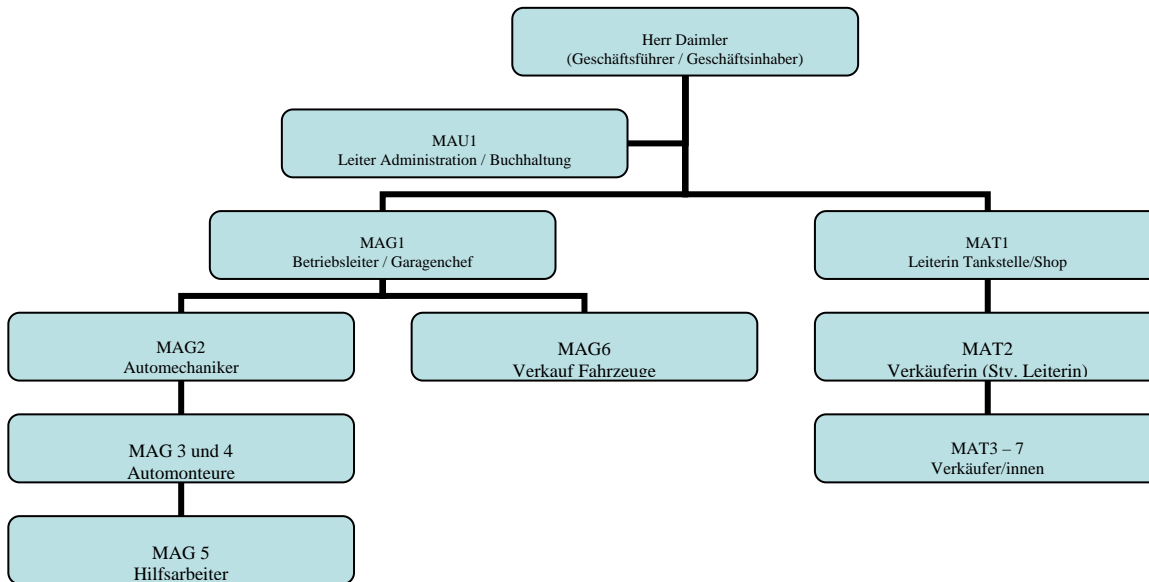 Herr Daimler
(Geschäftsführer / Geschäftsinhaber)
MAU1
Leiter Administration / Buchhaltung
MAG1
Betriebsleiter / Garagenchef
MAT1
Leiterin Tankstelle/Shop
MAG2
Automechaniker
MAG6
Verkauf Fahrzeuge
MAT2
Verkäuferin (Stv. Leiterin)
MAG 3 und 4
Automonteure
MAT3 – 7
Verkäufer/innen
MAG 5
Hilfsarbeiter